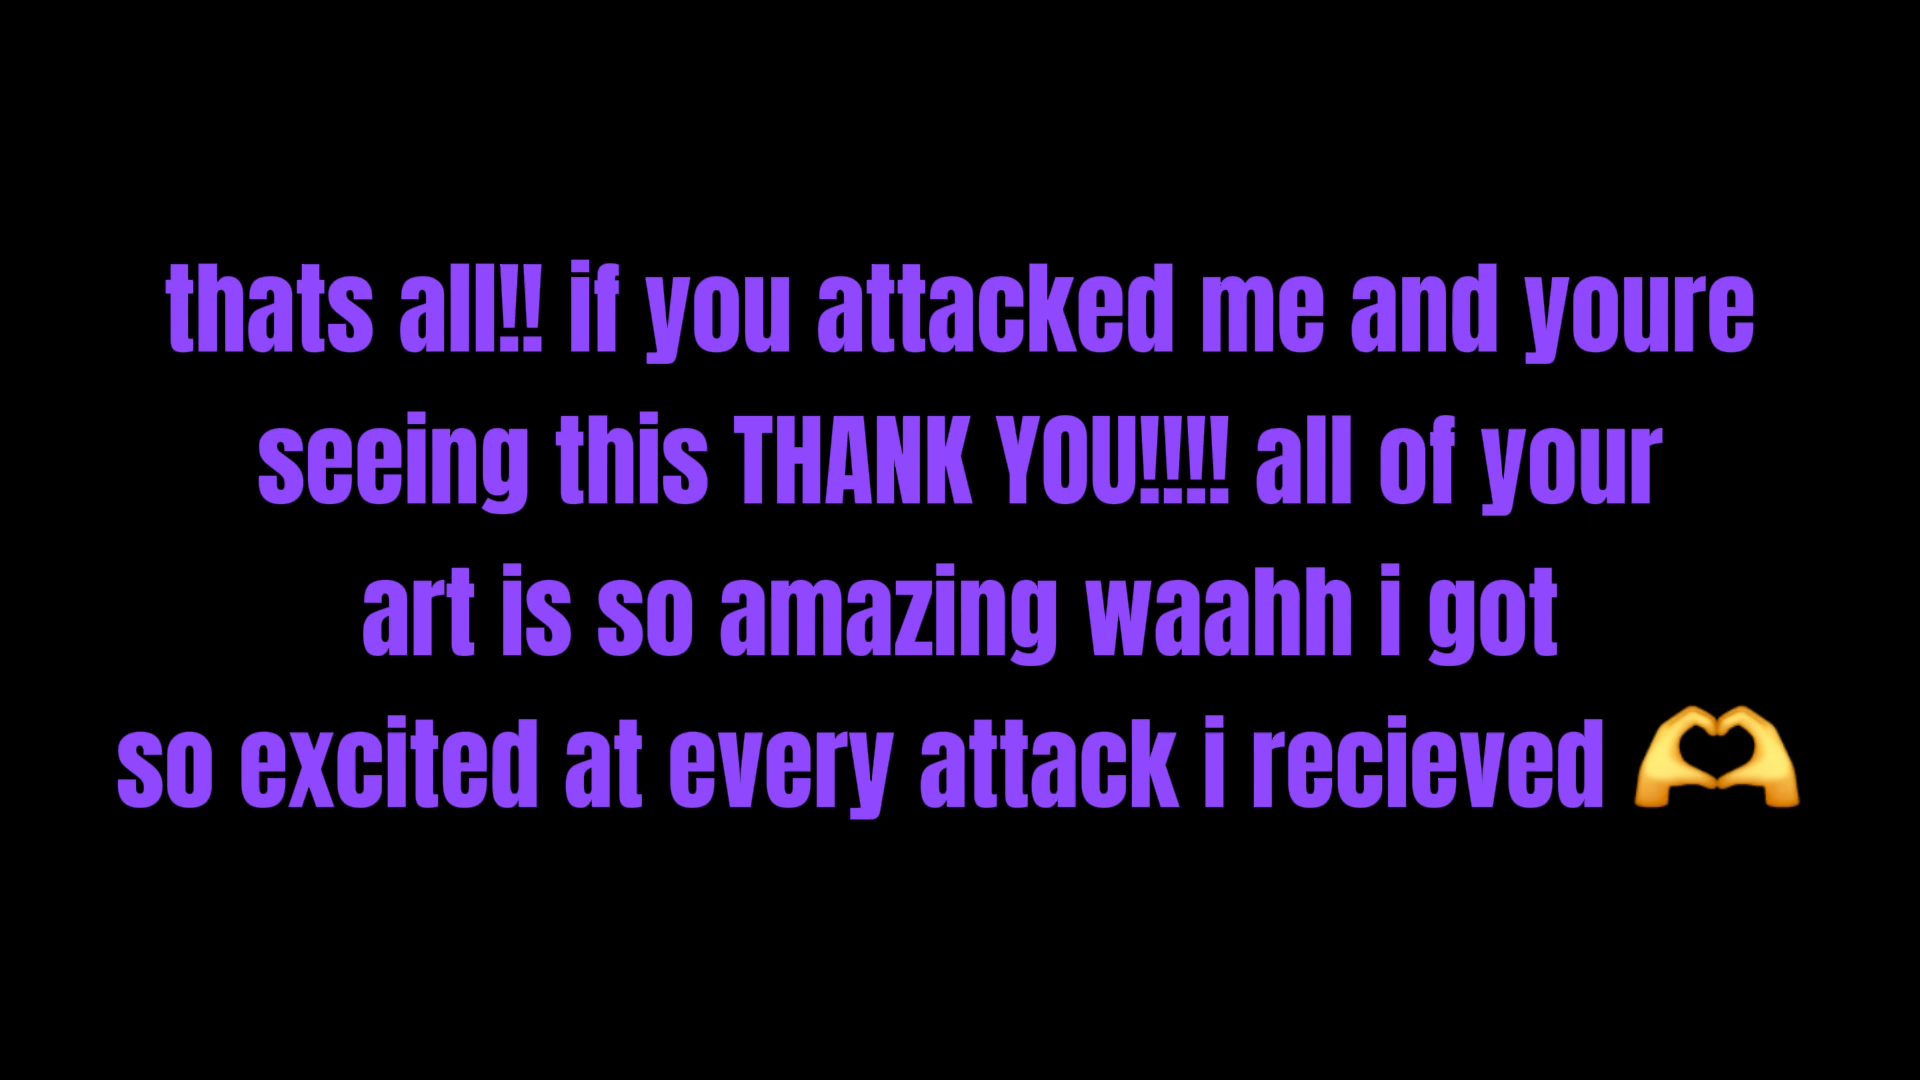 thats all!! if you attacked me and youre
seeing this THANK YOU!!!! all of your
art is so amazing waahh i got
so excited at every attack i recieved 🫶